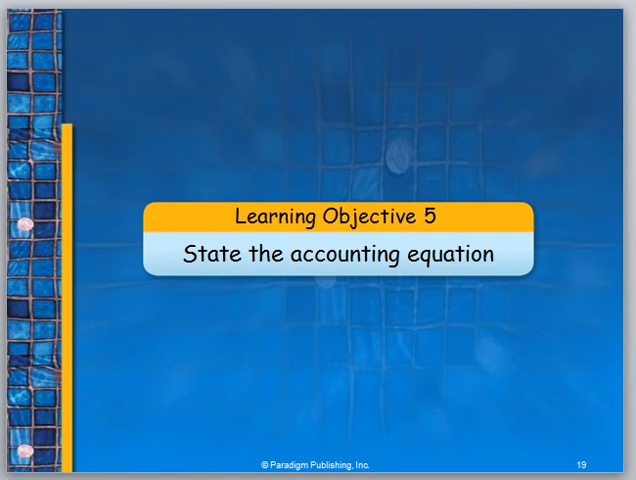 Learning Objective 5
State the accounting equation
© Paradigm Publishing, Inc.
19